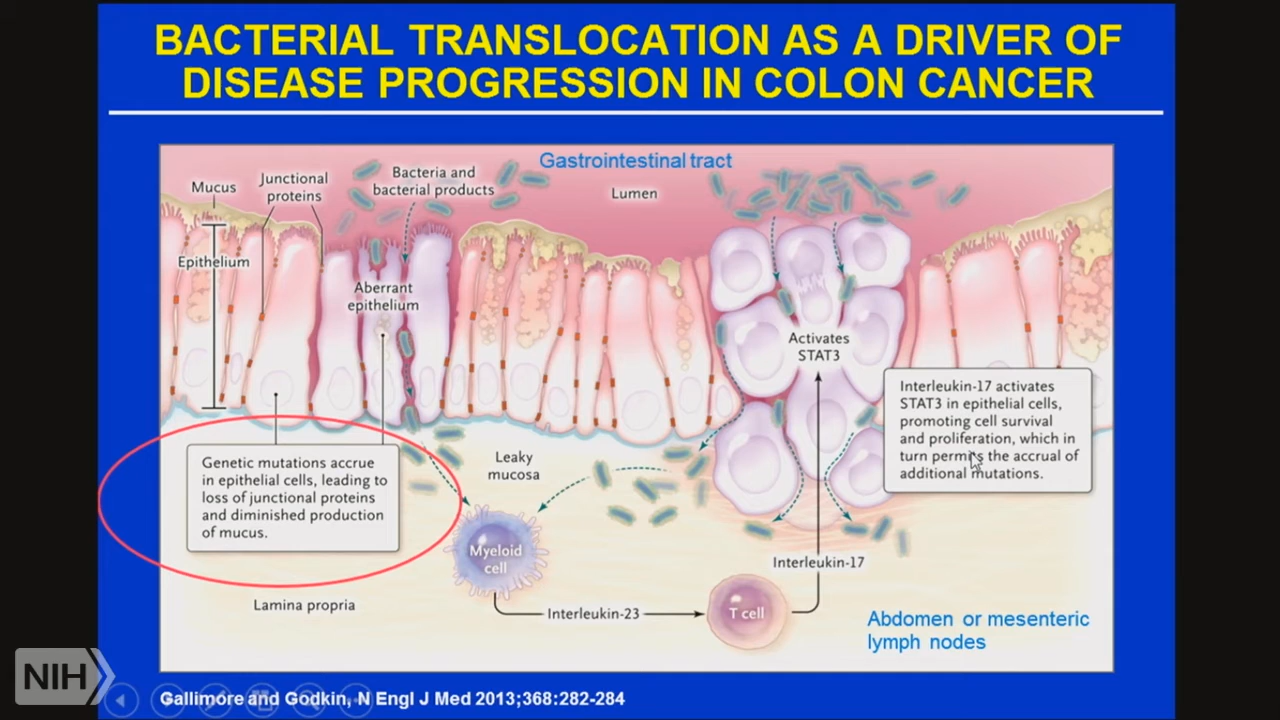 BACTERIAL TRANSLOCATION AS A DRIVER OF
DISEASE PROGRESSION IN COLON CANCER
Gastrointestinal tract
Mucus
Junctional
proteins
Bacteria and
bacterial products
Lumen
Epithelium
Aberrant
epithelium
Activates
STAT3
Interleukin-17 activates
STAT3 in epithelial cells,
promoting cell survival
and proliferation, which in
turn permits the accrual of
additional mutations.
Genetic mutations accrue
in epithelial cells, leading to
loss of junctional proteins
and diminished production
of mucus.
Leaky
mucosa
Myeloid
cell
Interleukin-17
Lamina propria
Interleukin-23
T cell
Abdomen or mesenteric
lymph nodes
NIH
Gallimore and Godkin, N Engl J Med 2013;368:282-284